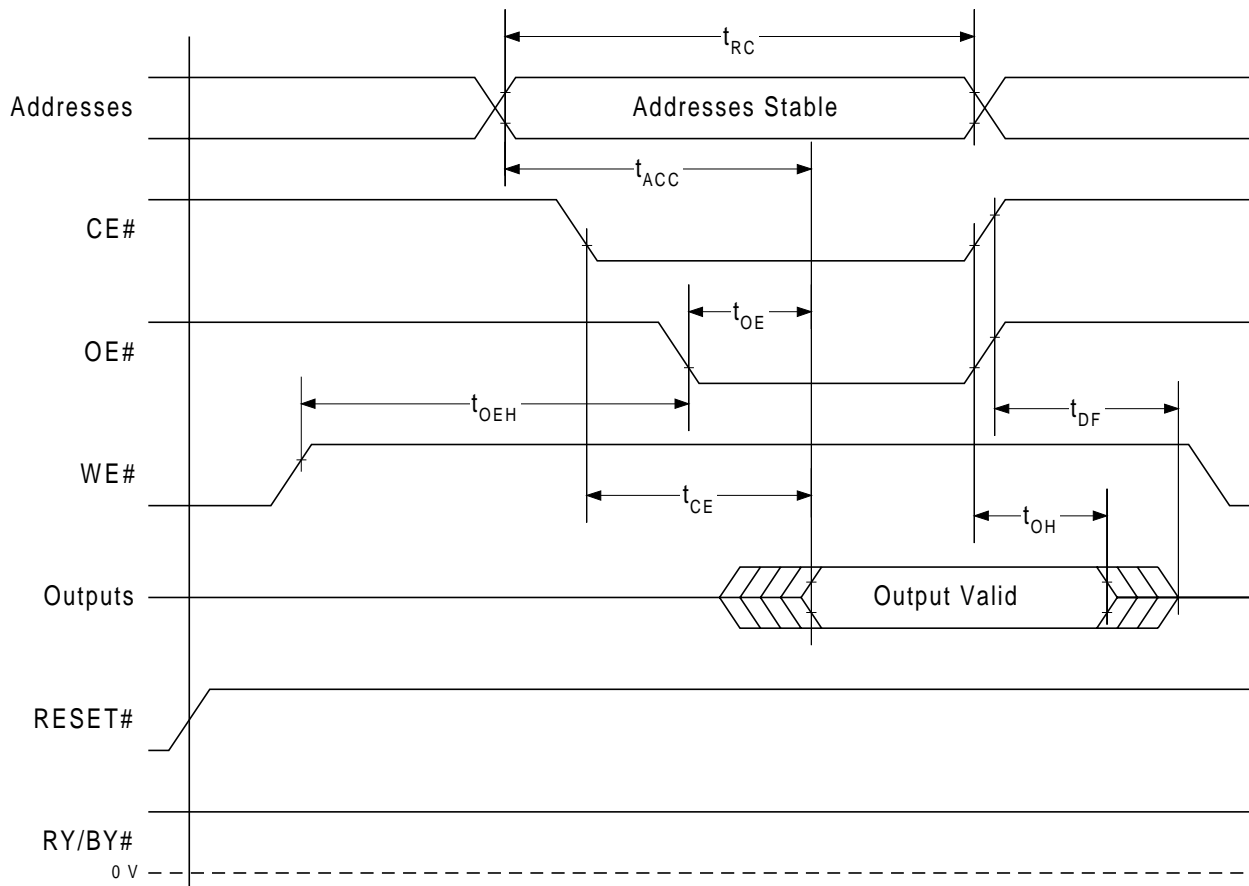 tRC
Addresses
Addresses Stable
tACC
CE#
tOE
OE#
tOEH
tDF
WE#
tCE
tOH
Outputs
Output Valid
RESET#
RY/BY#
0 V